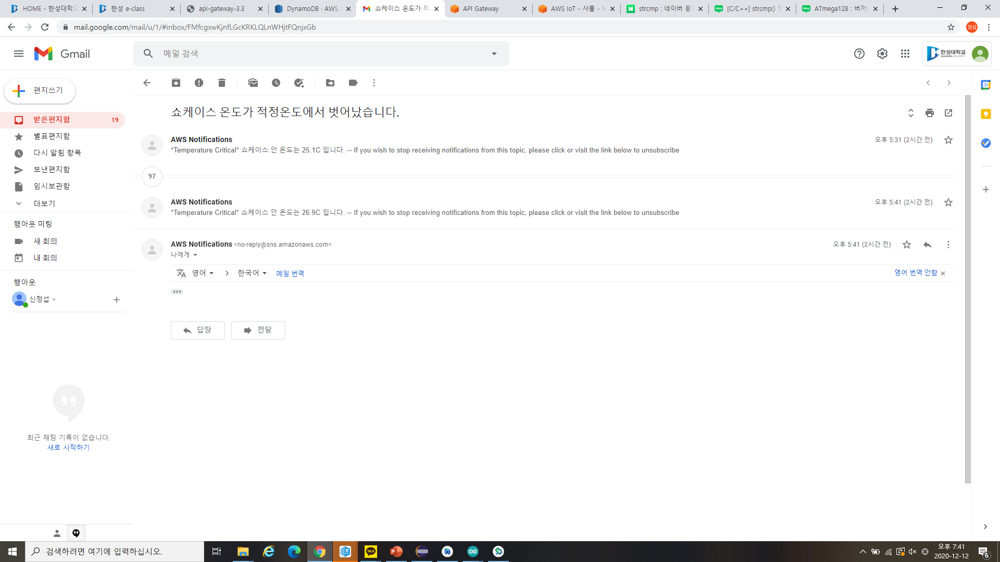 HOME - 한성대학교
한성 e-class
api-gateway-3.3
DynamoDB · AWS
쇼케이스 온도가 적
API Gateway
AWS IoT - 사물 -
strcmp : 네이버 통합
[C/C++] strcmp()
ATmega128 : 버저
mail.google.com/mail/u/1/#inbox/FMfcgxwKjnfLGcKRKLQLnWHjtFQnjxGb
정섭
Gmail
메일 검색
한성대학교
편지쓰기
받은편지함 19
별표편지함
다시 알림 항목
보낸편지함
임시보관함
더보기
행아웃 미팅
새 회의
내 회의
행아웃
신정섭
최근 채팅 기록이 없습니다.
새로 시작하기
쇼케이스 온도가 적정온도에서 벗어났습니다.
AWS Notifications 오후 5:31 (2시간 전)
*Temperature Critical* 쇼케이스 안 온도는 25.1C 입니다. -- If you wish to stop receiving notifications from this topic, please click or visit the link below to unsubscribe
97
AWS Notifications 오후 5:41 (2시간 전)
*Temperature Critical* 쇼케이스 안 온도는 26.9C 입니다. -- If you wish to stop receiving notifications from this topic, please click or visit the link below to unsubscribe
AWS Notifications <no-reply@sns.amazonaws.com> 오후 5:41 (2시간 전)
나에게
영어 > 한국어 메일 번역 영어 번역 안함
답장 전달
31
검색하려면 여기에 입력하십시오.
TALK
오후 7:41
2020-12-12
6